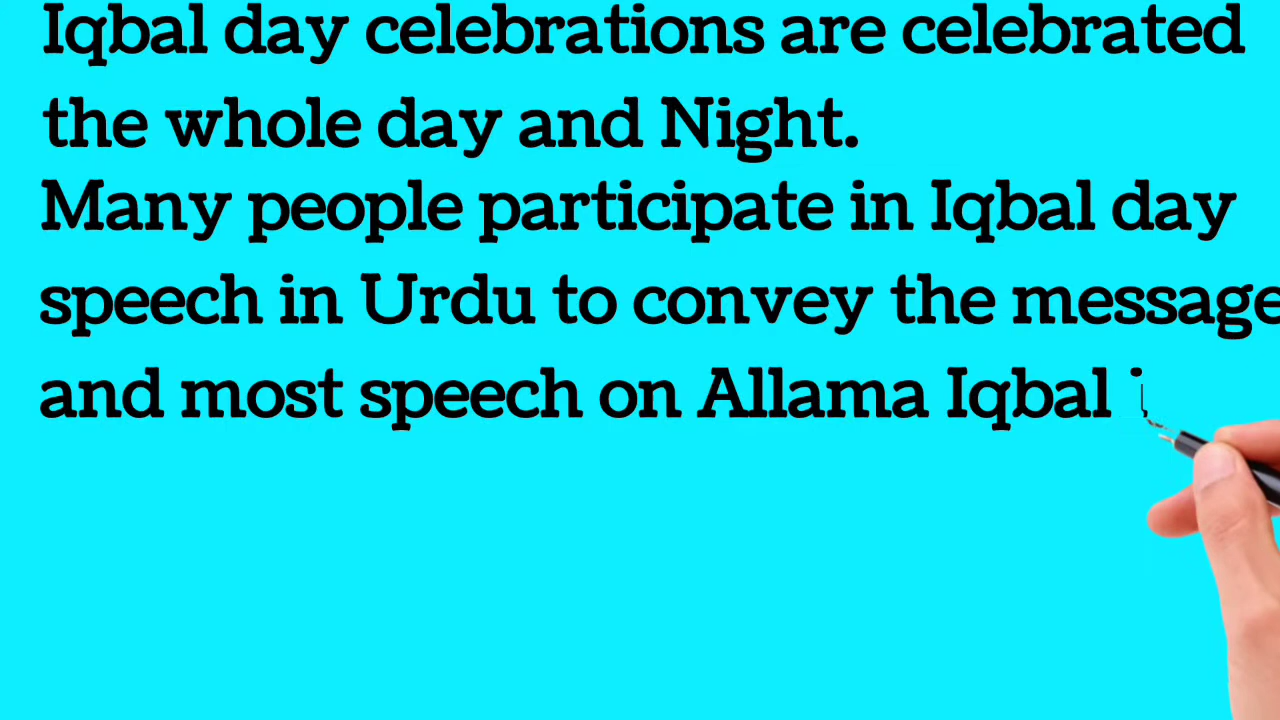 Iqbal day celebrations are celebrated
the whole day and Night.
Many people participate in Iqbal day
speech in Urdu to convey the message
and most speech on Allama Iqbal i